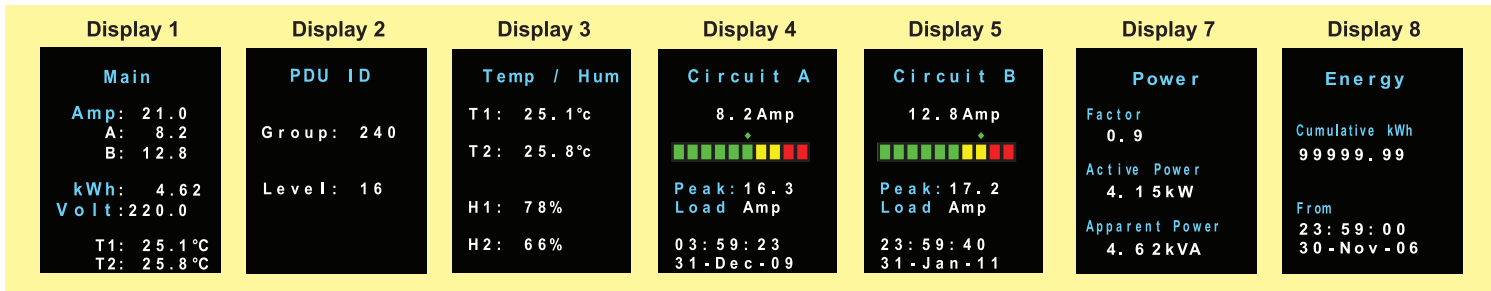 Display 1
Main
Amp: 21.0
A: 8.2
B: 12.8
kWh: 4.62
Volt:220.0
T1: 25.1°C
T2: 25.8°C
Display 2
PDU ID
Group: 240
Level: 16
Display 3
Temp / Hum
T1: 25.1°c
T2: 25.8°c
H1: 78%
H2: 66%
Display 4
Circuit A
8.2Amp
Peak:16.3
Load Amp
03:59:23
31-Dec-09
Display 5
Circuit B
12.8Amp
Peak:17.2
Load Amp
23:59:40
31-Jan-11
Display 7
Power
Factor
0.9
Active Power
4.15kW
Apparent Power
4.62kVA
Display 8
Energy
Cumulative kWh
99999.99
From
23:59:00
30-Nov-06